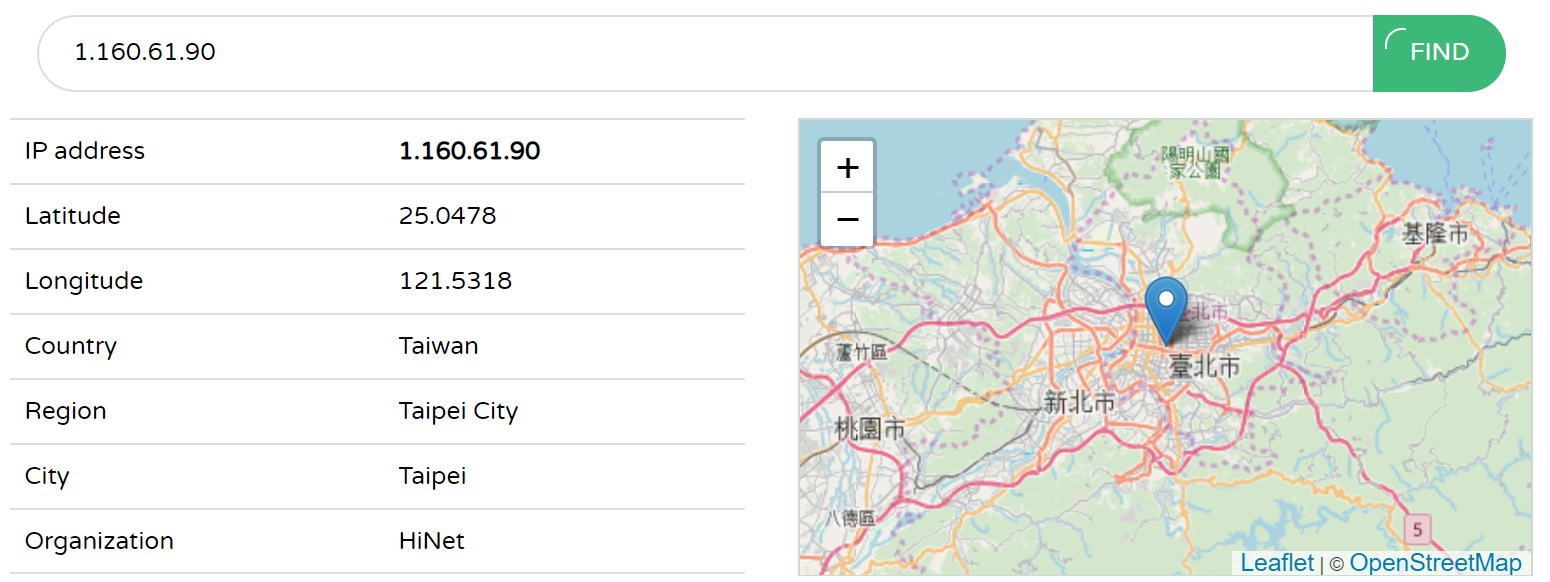 1.160.61.90
FIND
IP address 1.160.61.90
Latitude 25.0478
Longitude 121.5318
Country Taiwan
Region Taipei City
City Taipei
Organization HiNet
+
−
陽明山國
家公園
基隆市
北市
蘆竹區
臺北市
新北市
桃園市
八德區
5
Leaflet | © OpenStreetMap